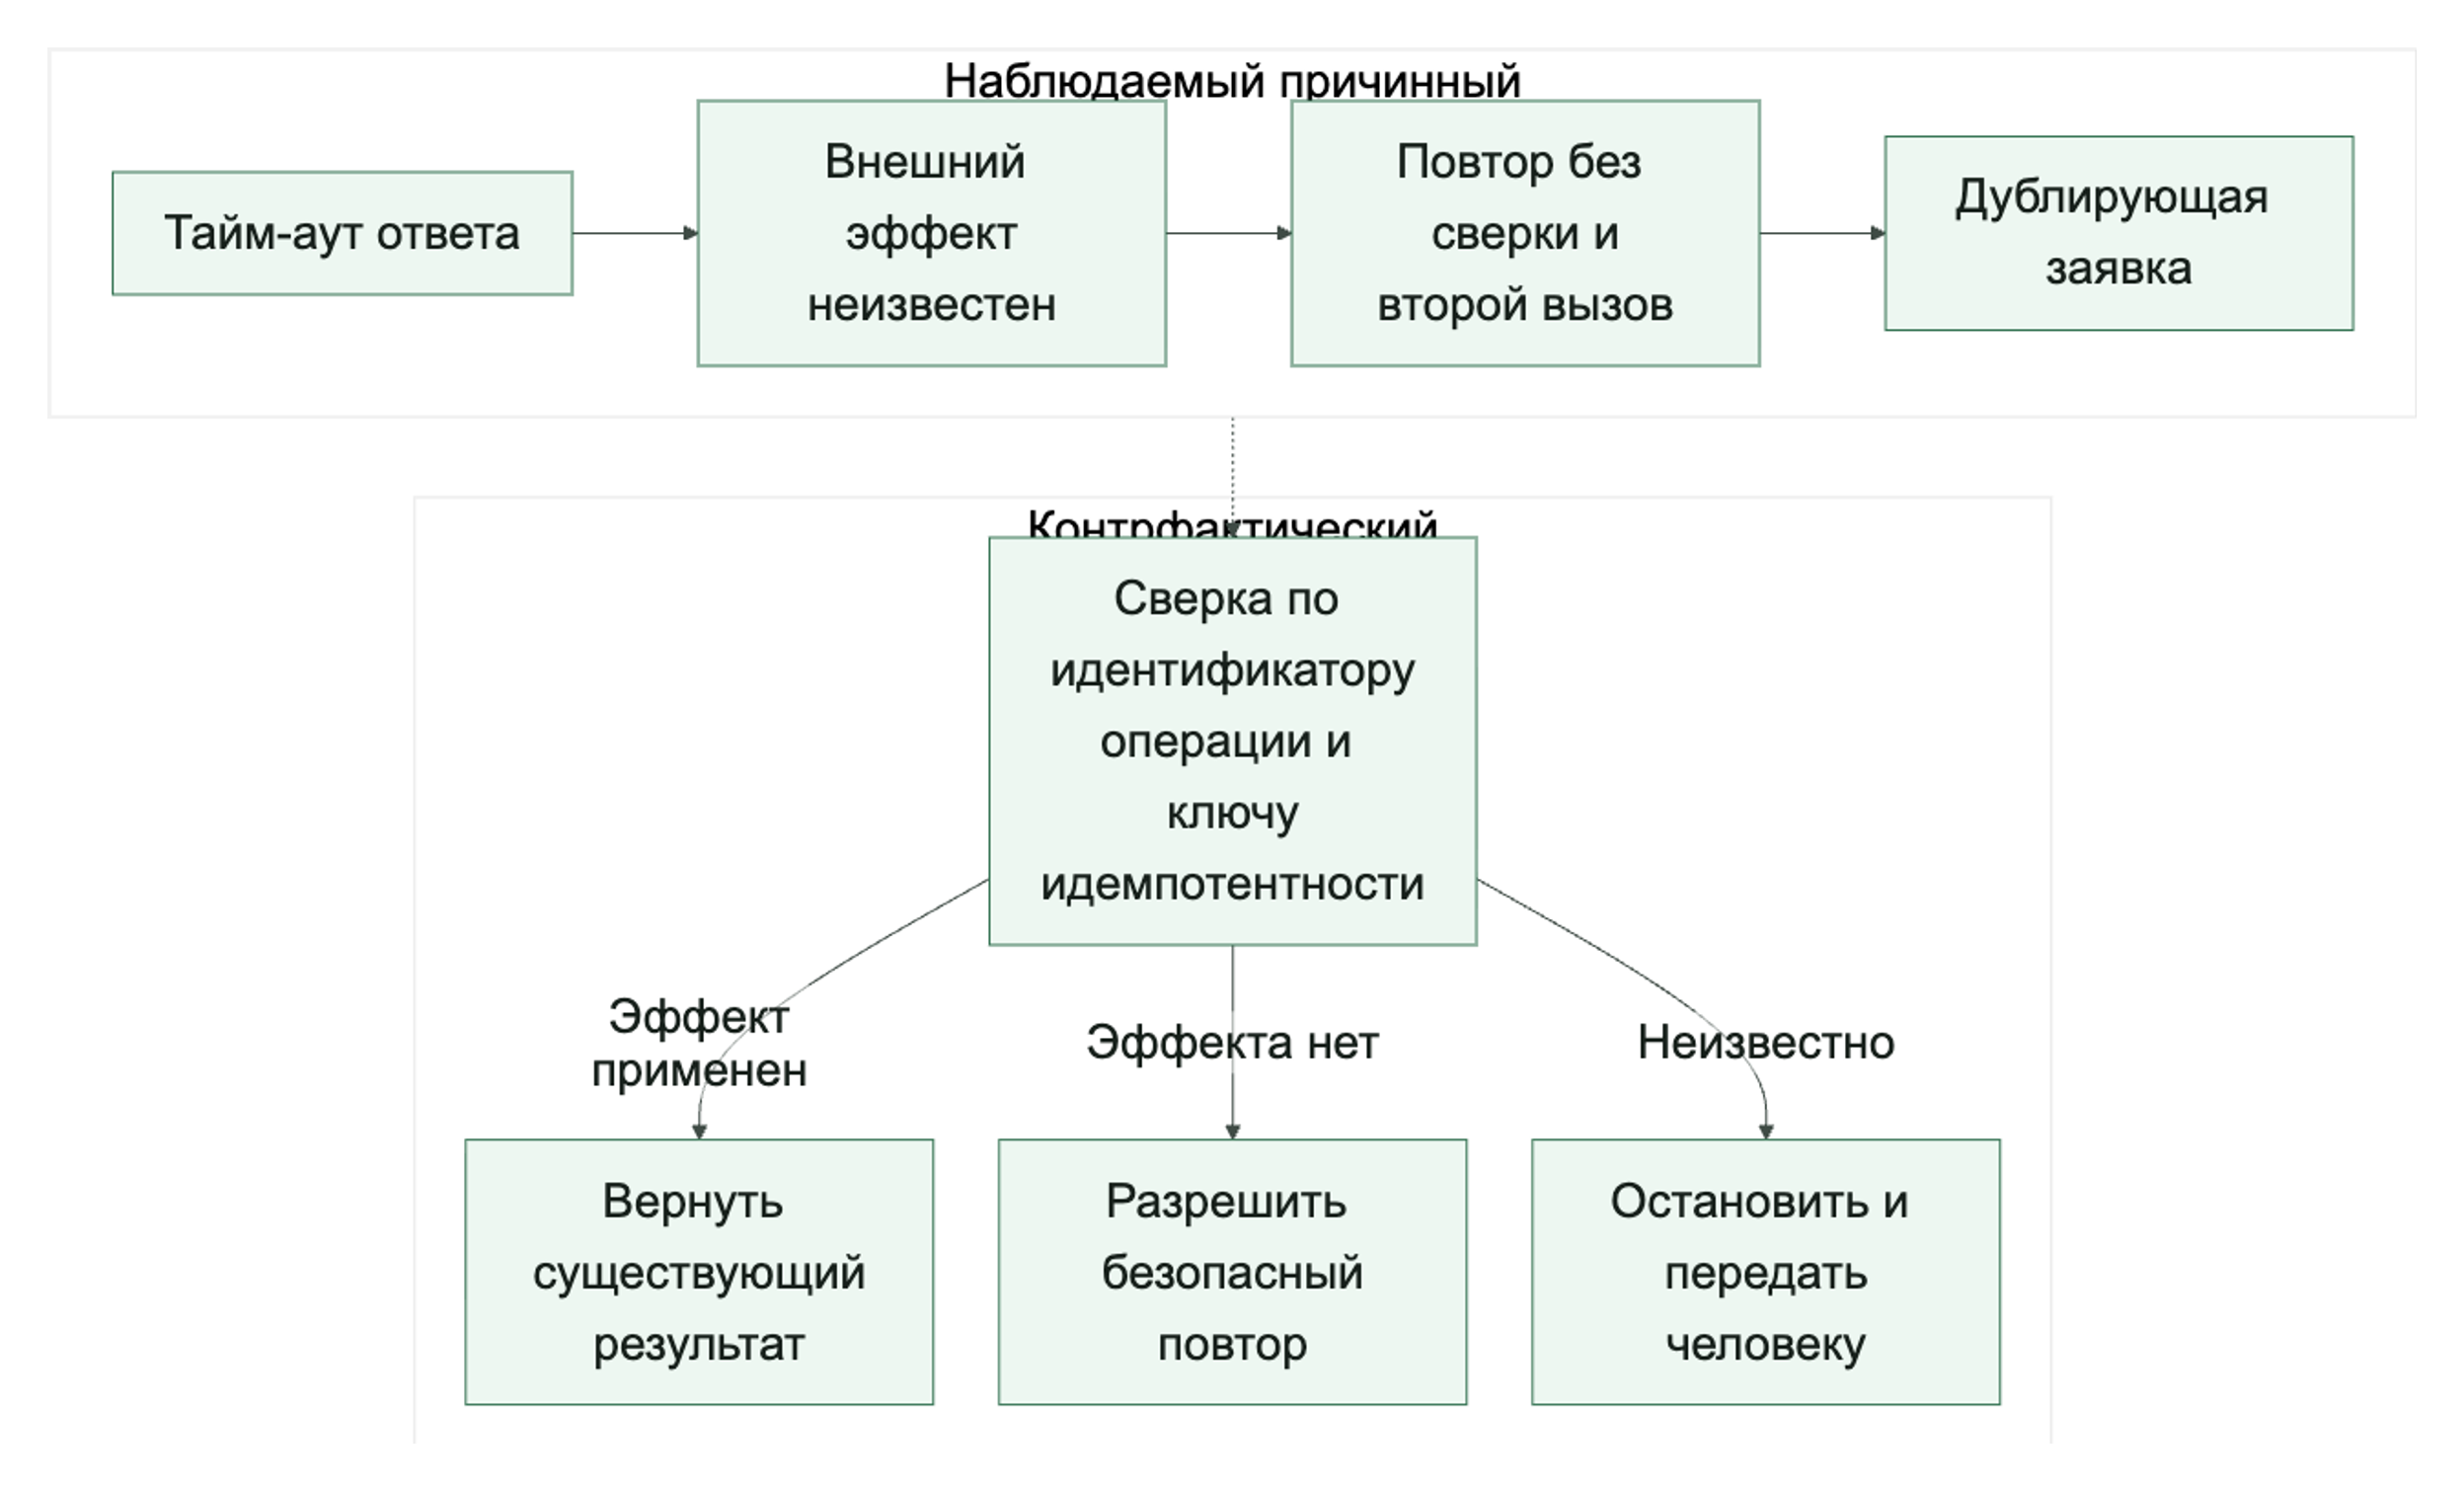 Наблюдаемый причинный
Тайм-аут ответа
Внешний
эффект
неизвестен
Повтор без
сверки и
второй вызов
Дублирующая
заявка
Контрфактический
Сверка по
идентификатору
операции и
ключу
идемпотентности
Эффект
применен
Эффекта нет
Неизвестно
Вернуть
существующий
результат
Разрешить
безопасный
повтор
Остановить и
передать
человеку